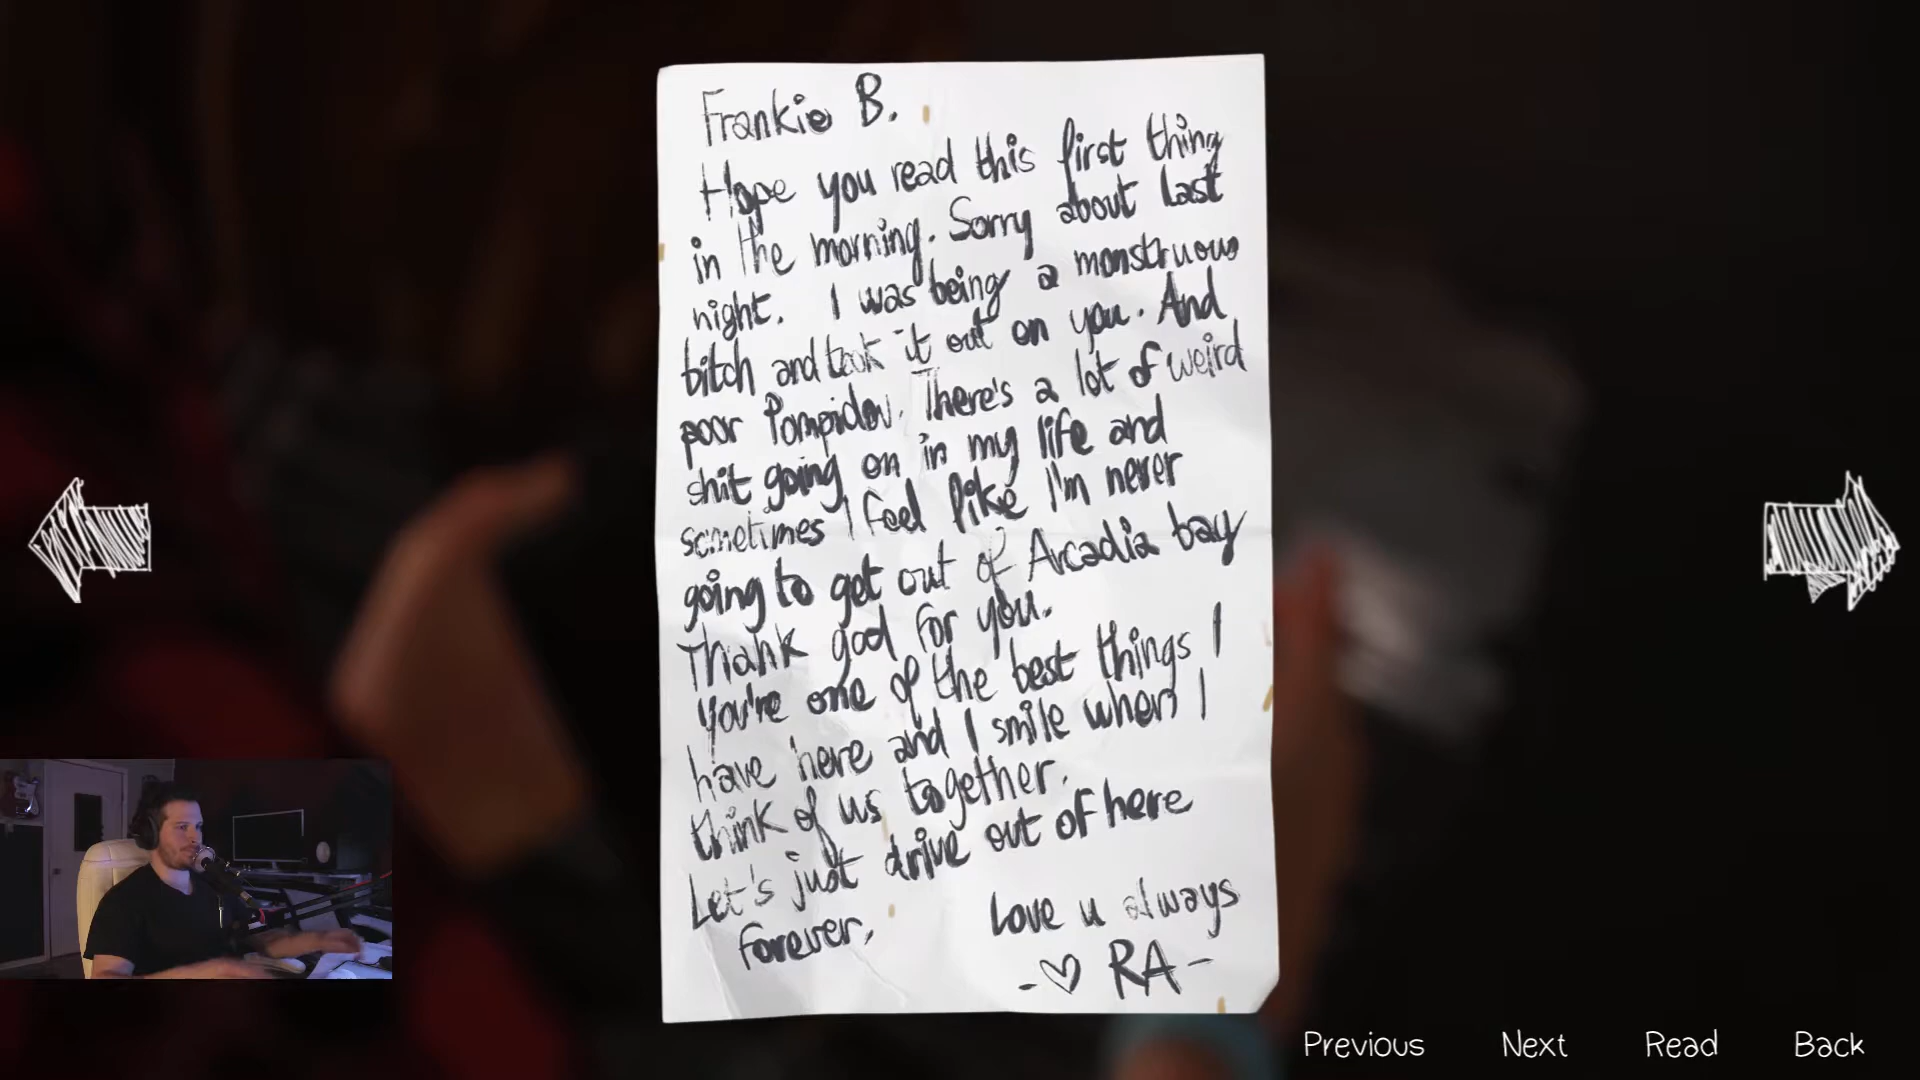 Frankie B.
Hope you read this first thing
in the morning. Sorry about last
night. I was being a monstruous
bitch and took it out on you. And
poor Pompidou. There's a lot of weird
shit going on in my life and
sometimes I feel like I'm never
going to get out of Arcadia bay
Thank god for you.
You're one of the best things I
have here and I smile when I
think of us together.
Let's just drive out of here
forever.
Love u always
-♡ RA-
Previous Next Read Back